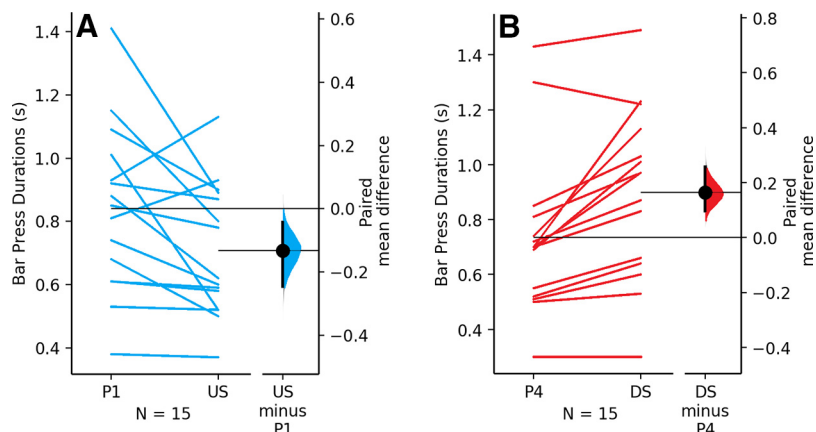 A
Bar Press Durations (s)
1.4
1.2
1.0
0.8
0.6
0.4
P1
US
N = 15
0.6
0.4
0.2
0.0
−0.2
−0.4
Paired
mean difference
US
minus
P1
B
Bar Press Durations (s)
1.4
1.2
1.0
0.8
0.6
0.4
P4
DS
N = 15
0.8
0.6
0.4
0.2
0.0
−0.2
−0.4
Paired
mean difference
DS
minus
P4